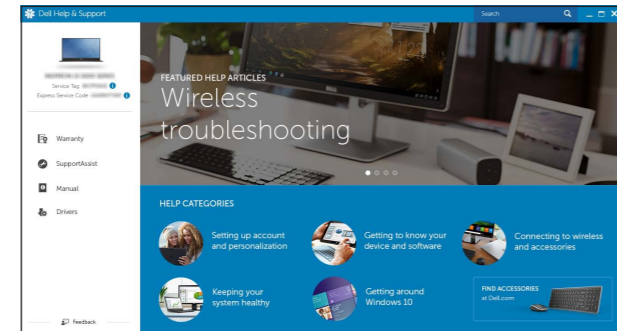 Dell Help & Support
Search
Service Tag:
Express Service Code:
Warranty
SupportAssist
Manual
Drivers
Feedback
FEATURED HELP ARTICLES
Wireless
troubleshooting
HELP CATEGORIES
Setting up account
and personalization
Getting to know your
device and software
Connecting to wireless
and accessories
Keeping your
system healthy
Getting around
Windows 10
FIND ACCESSORIES
at Dell.com